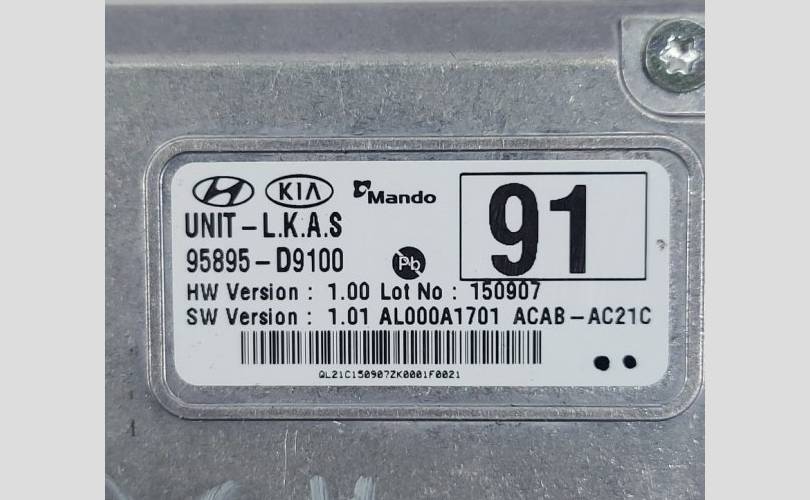 HYUNDAI KIA Mando
91
UNIT-L.K.A.S
95895-D9100 Pb
HW Version : 1.00 Lot No : 150907
SW Version : 1.01 AL000A1701 ACAB-AC21C
QL21C150907ZK0001F0021